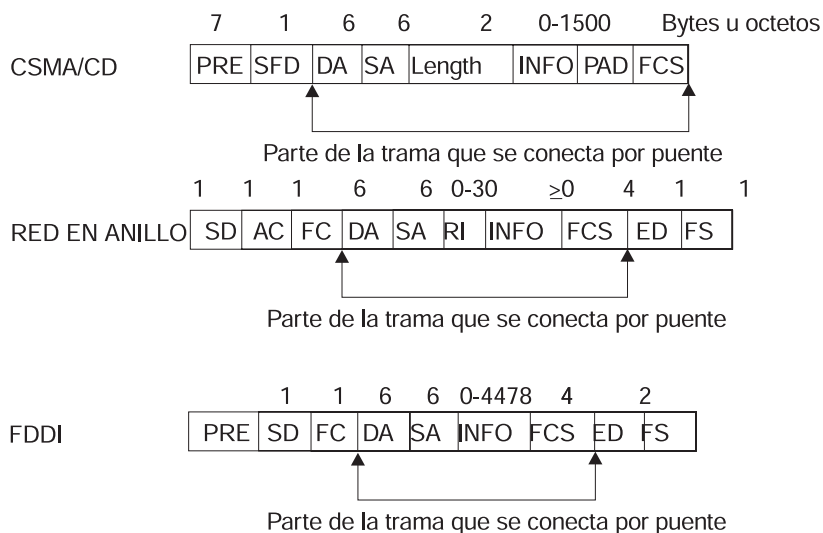 7 1 6 6 2 0-1500 Bytes u octetos
CSMA/CD PRE SFD DA SA Length INFO PAD FCS
Parte de la trama que se conecta por puente
1 1 1 6 6 0-30 ≥0 4 1 1
RED EN ANILLO SD AC FC DA SA RI INFO FCS ED FS
Parte de la trama que se conecta por puente
1 1 6 6 0-4478 4 2
FDDI PRE SD FC DA SA INFO FCS ED FS
Parte de la trama que se conecta por puente